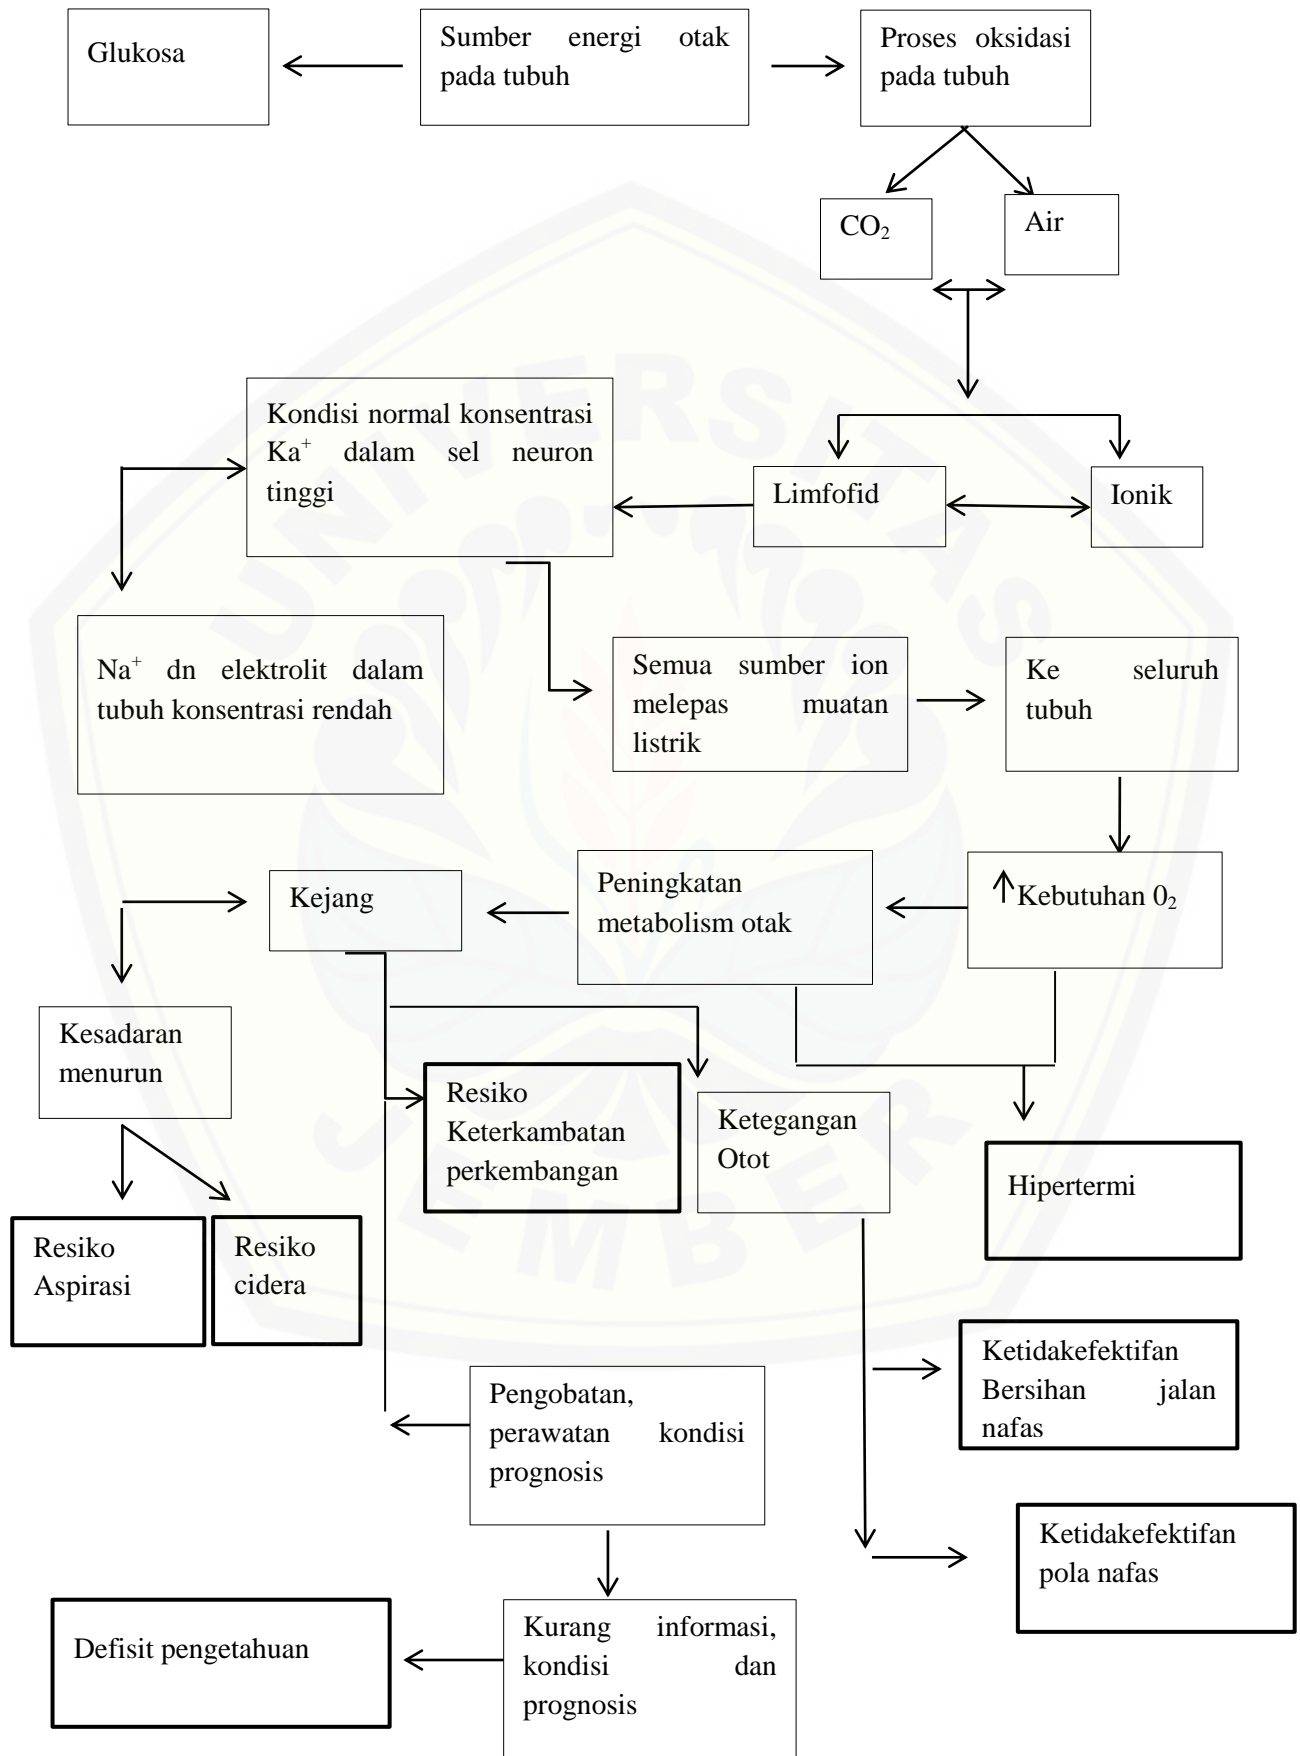 Glukosa
Sumber energi otak
pada tubuh
Proses oksidasi
pada tubuh
CO₂
Air
Kondisi normal konsentrasi
Ka⁺ dalam sel neuron
tinggi
Limfofid
Ionik
Na⁺ dn elektrolit dalam
tubuh konsentrasi rendah
Semua sumber ion
melepas muatan
listrik
Ke seluruh
tubuh
Kejang
Peningkatan
metabolism otak
Kebutuhan 0₂
Kesadaran
menurun
Resiko
Keterkambatan
perkembangan
Ketegangan
Otot
Hipertermi
Resiko
Aspirasi
Resiko
cidera
Ketidakefektifan
Bersihan jalan
nafas
Pengobatan,
perawatan kondisi
prognosis
Ketidakefektifan
pola nafas
Defisit pengetahuan
Kurang informasi,
kondisi dan
prognosis
UNIVERSITAS
JEMBER